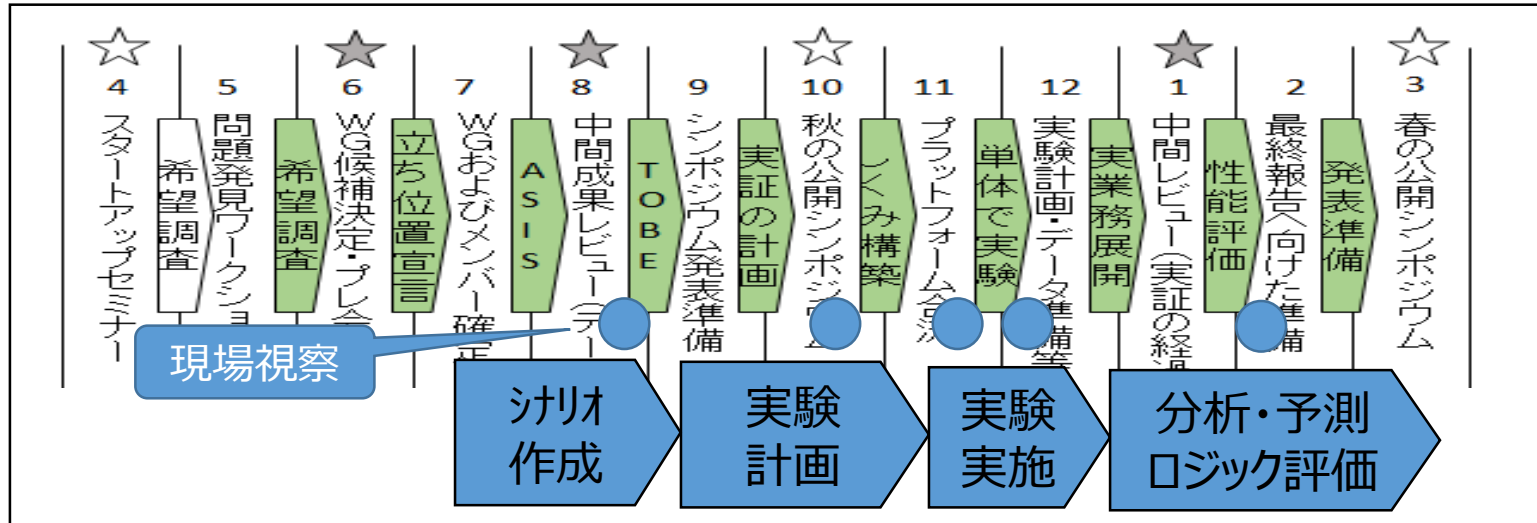 4
5
6
7
8
9
10
11
12
1
2
3
スタートアップセミナー
希望調査
問題発見ワークショ
希望調査
WG候補決定・プレ会
立ち位置宣言
WGおよびメンバー確定
ASIS
中間成果レビュー(テー
TOBE
シンポジウム発表準備
実証の計画
秋の公開シンポジウム
しくみ構築
プラットフォーム
単体で実験
実験計画・データ準備等
実業務展開
中間レビュー(実証の経過
性能評価
最終報告へ向けた準備
発表準備
春の公開シンポジウム
現場視察
シナリオ
作成
実験
計画
実験
実施
分析・予測
ロジック評価